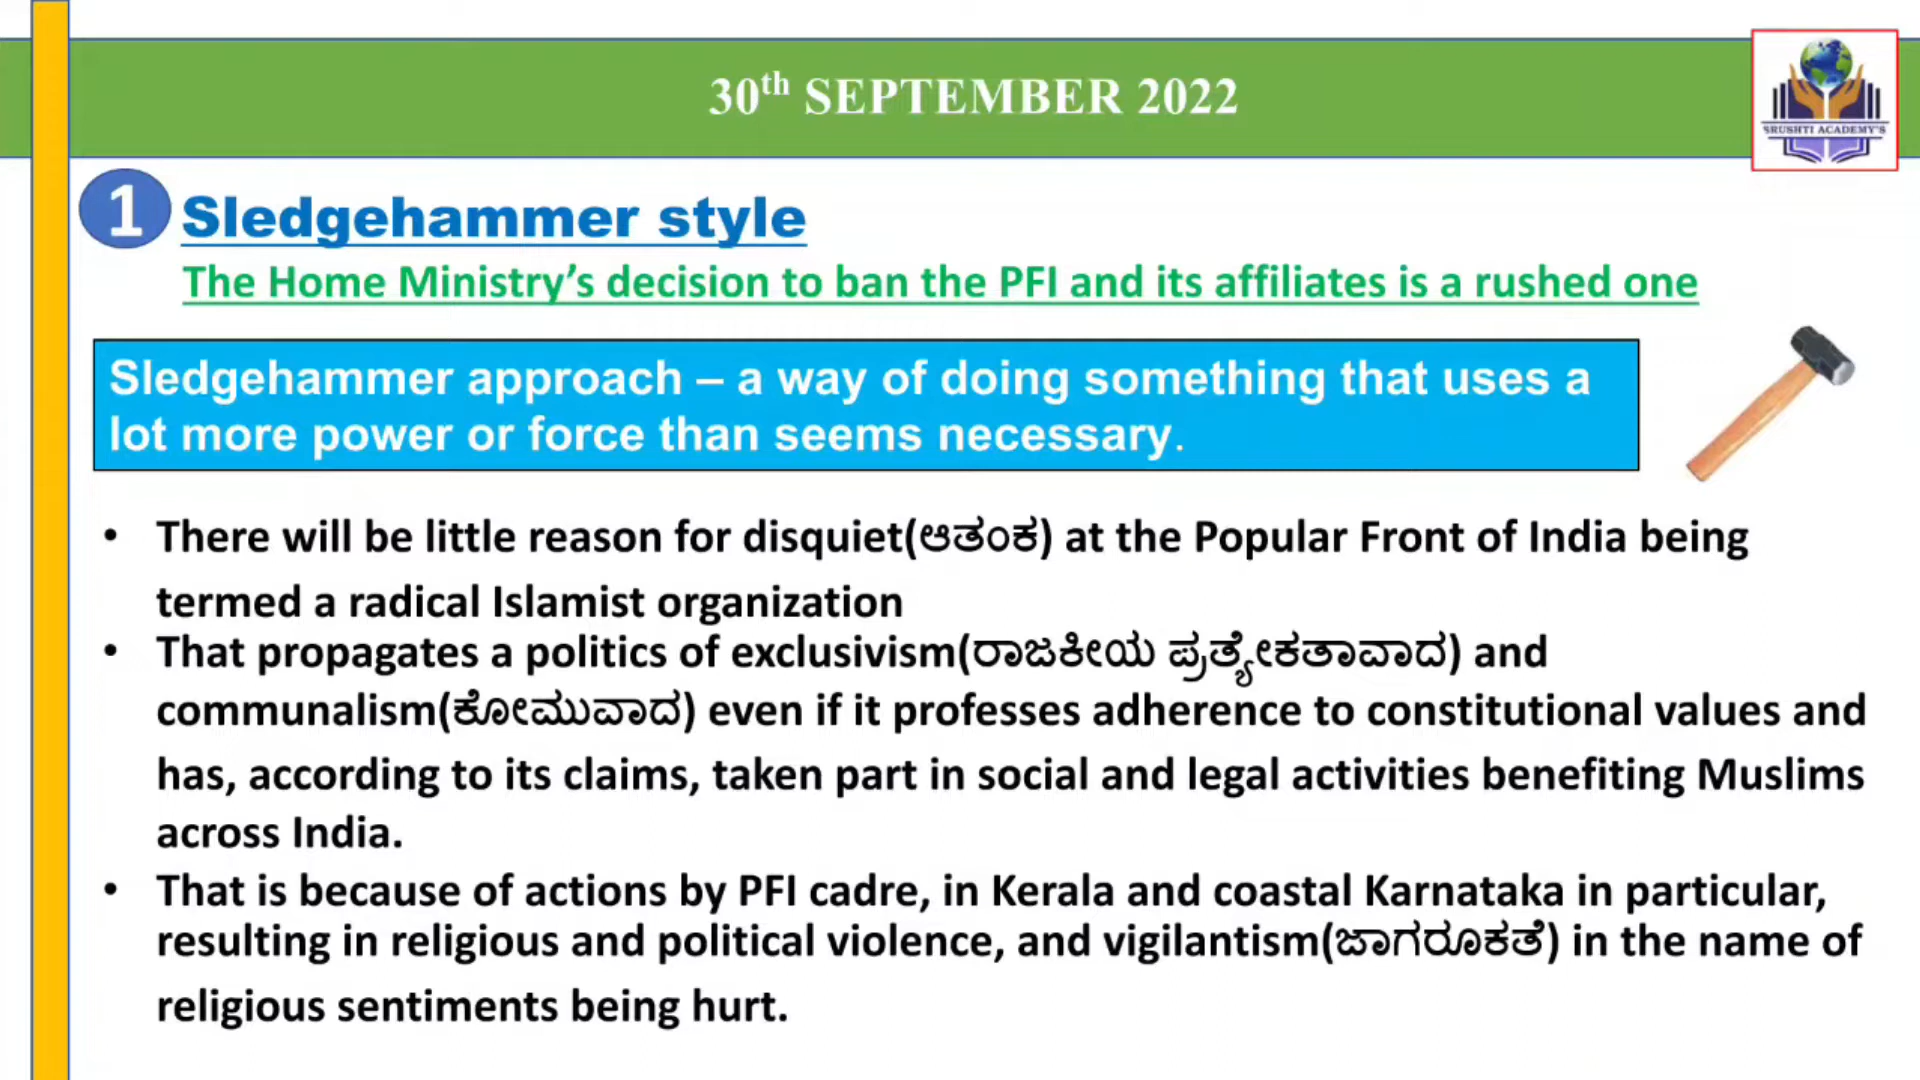 30th SEPTEMBER 2022
SRUSHTI ACADEMY'S
1 Sledgehammer style
The Home Ministry’s decision to ban the PFI and its affiliates is a rushed one
Sledgehammer approach – a way of doing something that uses a
lot more power or force than seems necessary.
• There will be little reason for disquiet(ಆತಂಕ) at the Popular Front of India being
termed a radical Islamist organization
• That propagates a politics of exclusivism(ರಾಜಕೀಯ ಪ್ರತ್ಯೇಕತಾವಾದ) and
communalism(ಕೋಮುವಾದ) even if it professes adherence to constitutional values and
has, according to its claims, taken part in social and legal activities benefiting Muslims
across India.
• That is because of actions by PFI cadre, in Kerala and coastal Karnataka in particular,
resulting in religious and political violence, and vigilantism(ಜಾಗರೂಕತೆ) in the name of
religious sentiments being hurt.